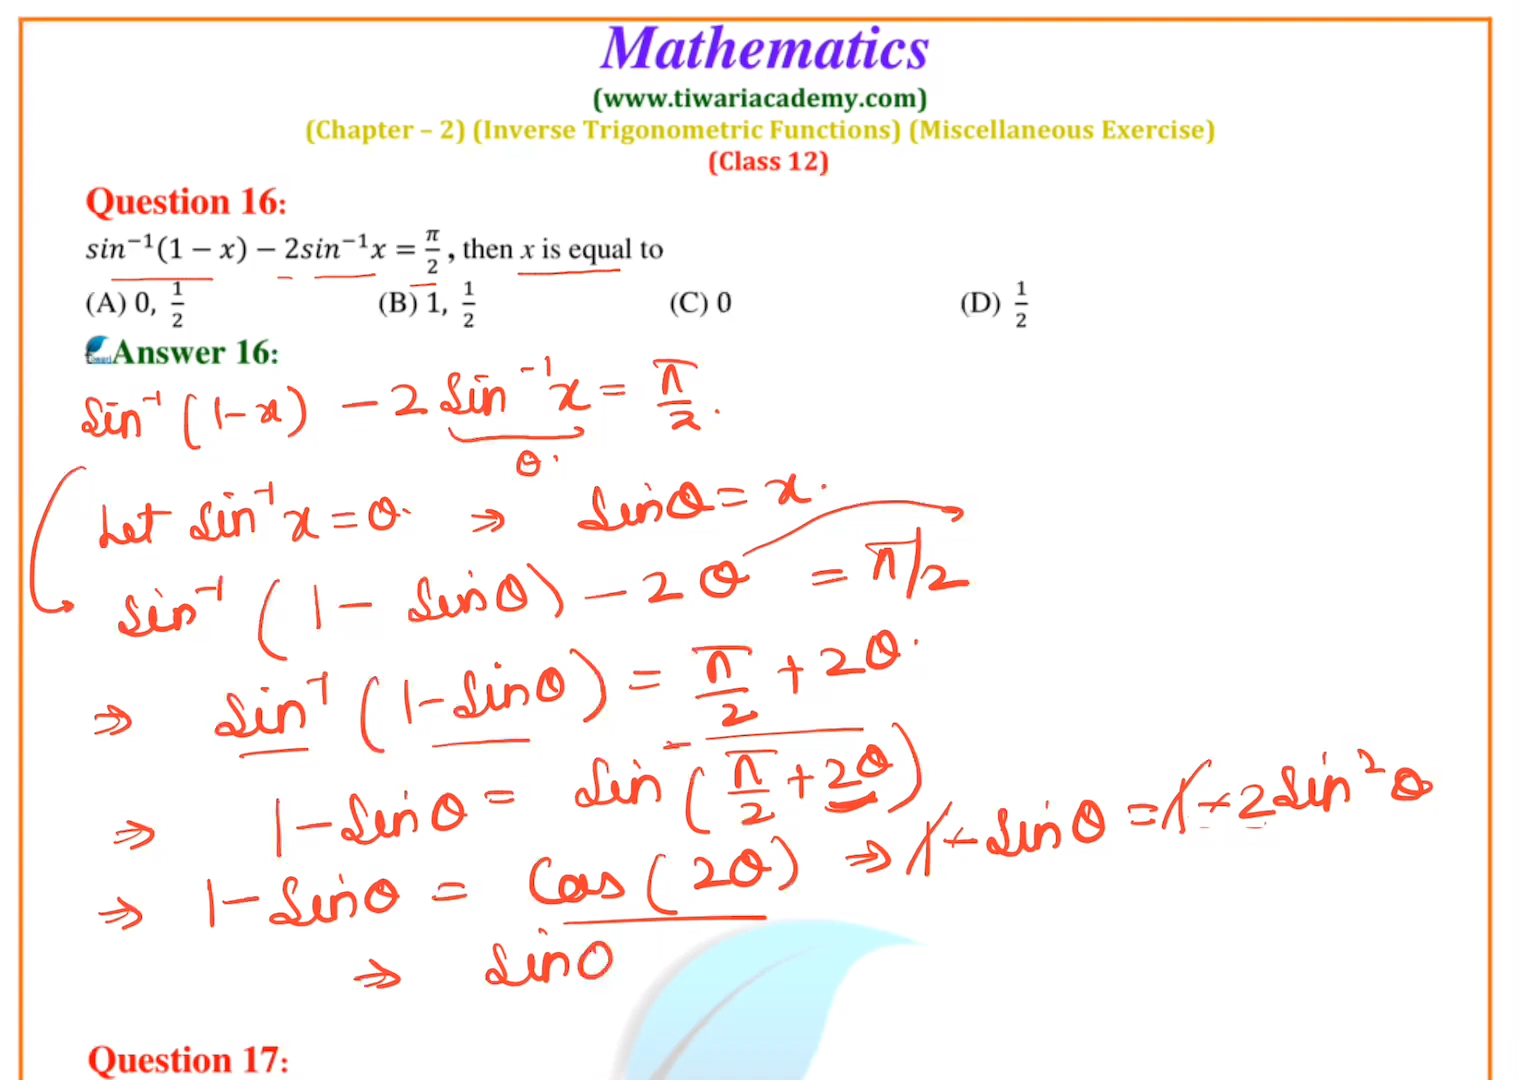 Mathematics
(www.tiwariacademy.com)
(Chapter – 2) (Inverse Trigonometric Functions) (Miscellaneous Exercise)
(Class 12)
Question 16:
sin⁻¹(1 − x) − 2sin⁻¹x = π/2 , then x is equal to
(A) 0, 1/2 (B) 1, 1/2 (C) 0 (D) 1/2
Answer 16:
sin⁻¹ (1-x) - 2 sin⁻¹x = π/2 .
θ .
Let sin⁻¹x = θ . ⇒ sinθ = x .
sin⁻¹ (1 - sinθ) - 2θ = π/2
⇒ sin⁻¹ (1 - sinθ) = π/2 + 2θ .
⇒ 1 - sinθ = sin (π/2 + 2θ)
⇒ 1 - sinθ = cos (2θ) ⇒ 1 - sinθ = 1 - 2sin²θ
⇒ sinθ
Question 17: